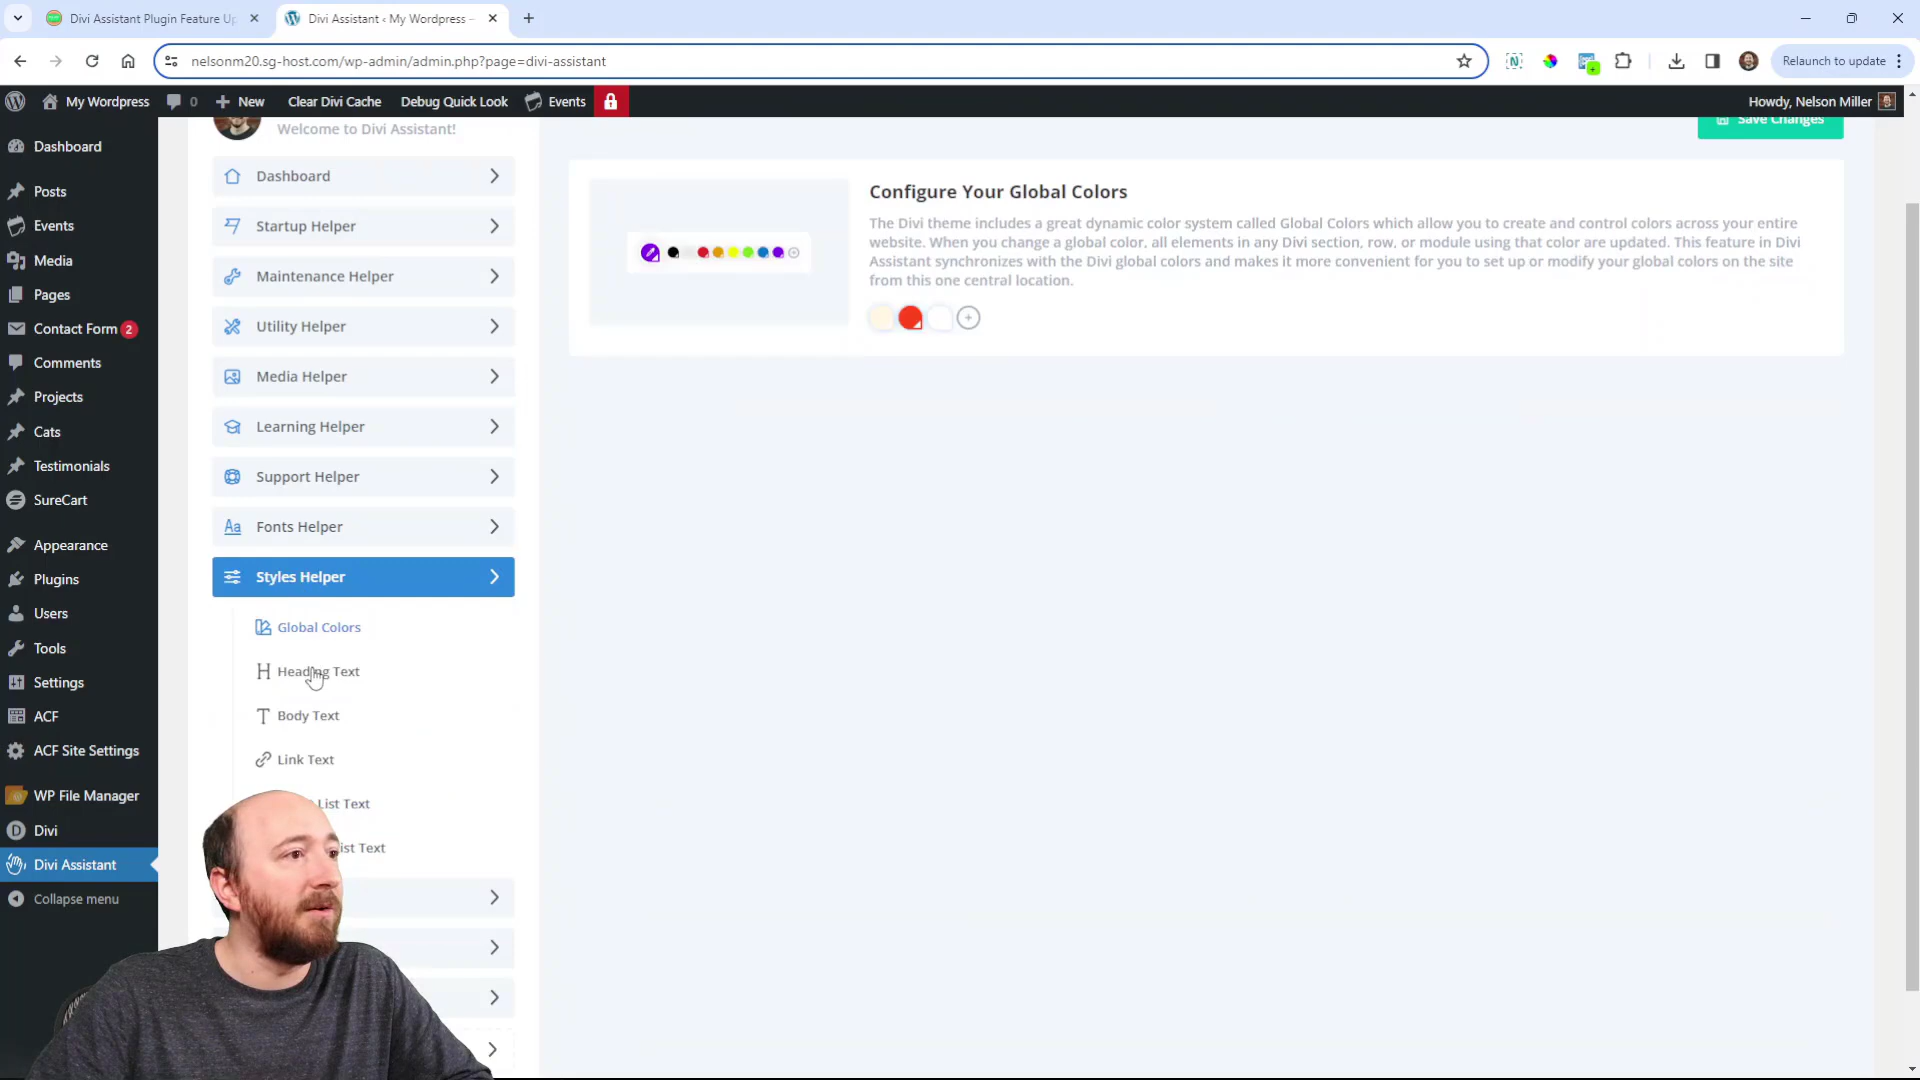 Divi Assistant Plugin Feature Up
Divi Assistant ‹ My Wordpress –
nelsonm20.sg-host.com/wp-admin/admin.php?page=divi-assistant
Relaunch to update
My Wordpress
0
New
Clear Divi Cache
Debug Quick Look
Events
Howdy, Nelson Miller
Dashboard
Posts
Events
Media
Pages
Contact Form 2
Comments
Projects
Cats
Testimonials
SureCart
Appearance
Plugins
Users
Tools
Settings
ACF
ACF Site Settings
WP File Manager
Divi
Divi Assistant
Collapse menu
Welcome to Divi Assistant!
Dashboard
Startup Helper
Maintenance Helper
Utility Helper
Media Helper
Learning Helper
Support Helper
Fonts Helper
Styles Helper
Global Colors
Heading Text
Body Text
Link Text
List Text
ist Text
Save Changes
Configure Your Global Colors
The Divi theme includes a great dynamic color system called Global Colors which allow you to create and control colors across your entire
website. When you change a global color, all elements in any Divi section, row, or module using that color are updated. This feature in Divi
Assistant synchronizes with the Divi global colors and makes it more convenient for you to set up or modify your global colors on the site
from this one central location.